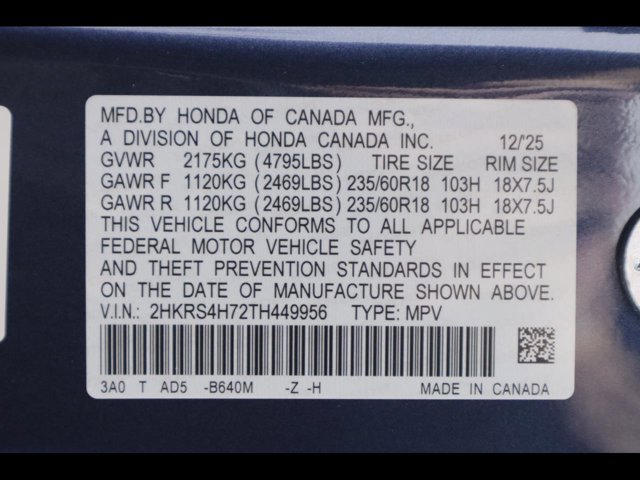 MFD.BY HONDA OF CANADA MFG.,
A DIVISION OF HONDA CANADA INC. 12/'25
GVWR 2175KG (4795LBS) TIRE SIZE RIM SIZE
GAWR F 1120KG (2469LBS) 235/60R18 103H 18X7.5J
GAWR R 1120KG (2469LBS) 235/60R18 103H 18X7.5J
THIS VEHICLE CONFORMS TO ALL APPLICABLE
FEDERAL MOTOR VEHICLE SAFETY
AND THEFT PREVENTION STANDARDS IN EFFECT
ON THE DATE OF MANUFACTURE SHOWN ABOVE.
V.I.N.: 2HKRS4H72TH449956 TYPE: MPV
3A0 T AD5 -B640M -Z -H MADE IN CANADA